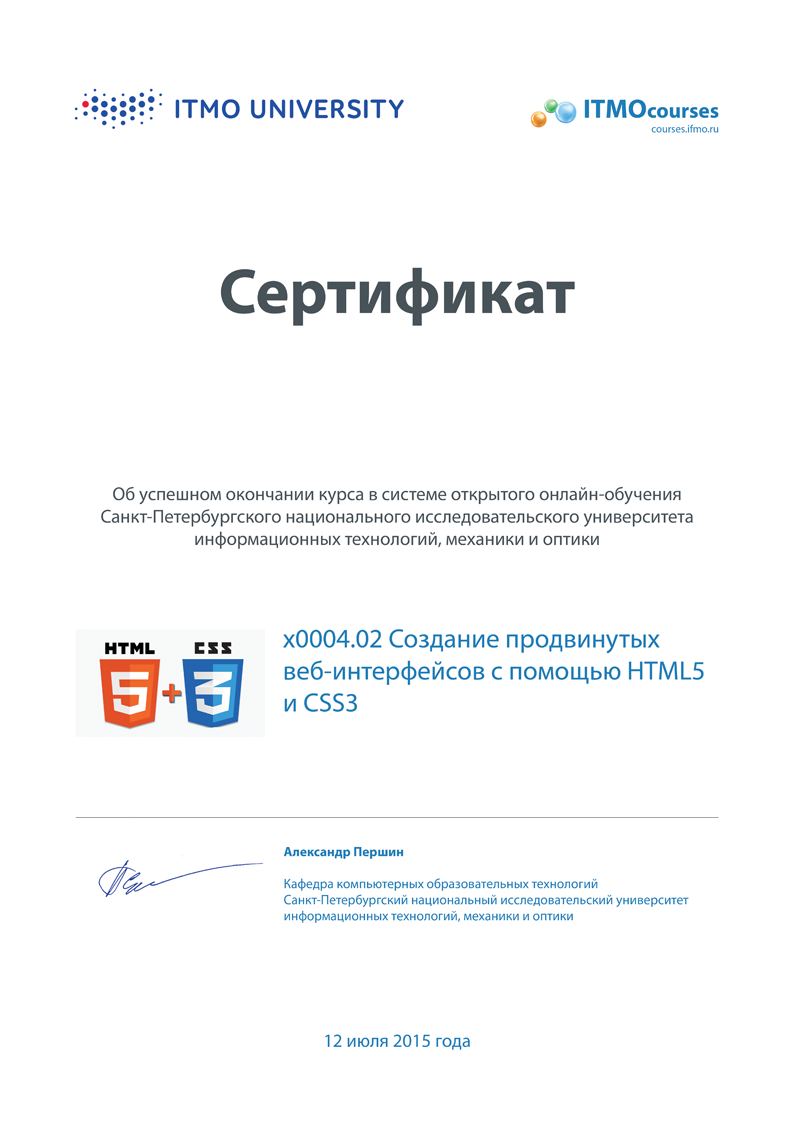 ITMO UNIVERSITY
ITMOcourses
courses.ifmo.ru
Сертификат
Об успешном окончании курса в системе открытого онлайн-обучения
Санкт-Петербургского национального исследовательского университета
информационных технологий, механики и оптики
HTML CSS
5 + 3
x0004.02 Создание продвинутых
веб-интерфейсов с помощью HTML5
и CSS3
Александр Першин
Кафедра компьютерных образовательных технологий
Санкт-Петербургский национальный исследовательский университет
информационных технологий, механики и оптики
12 июля 2015 года